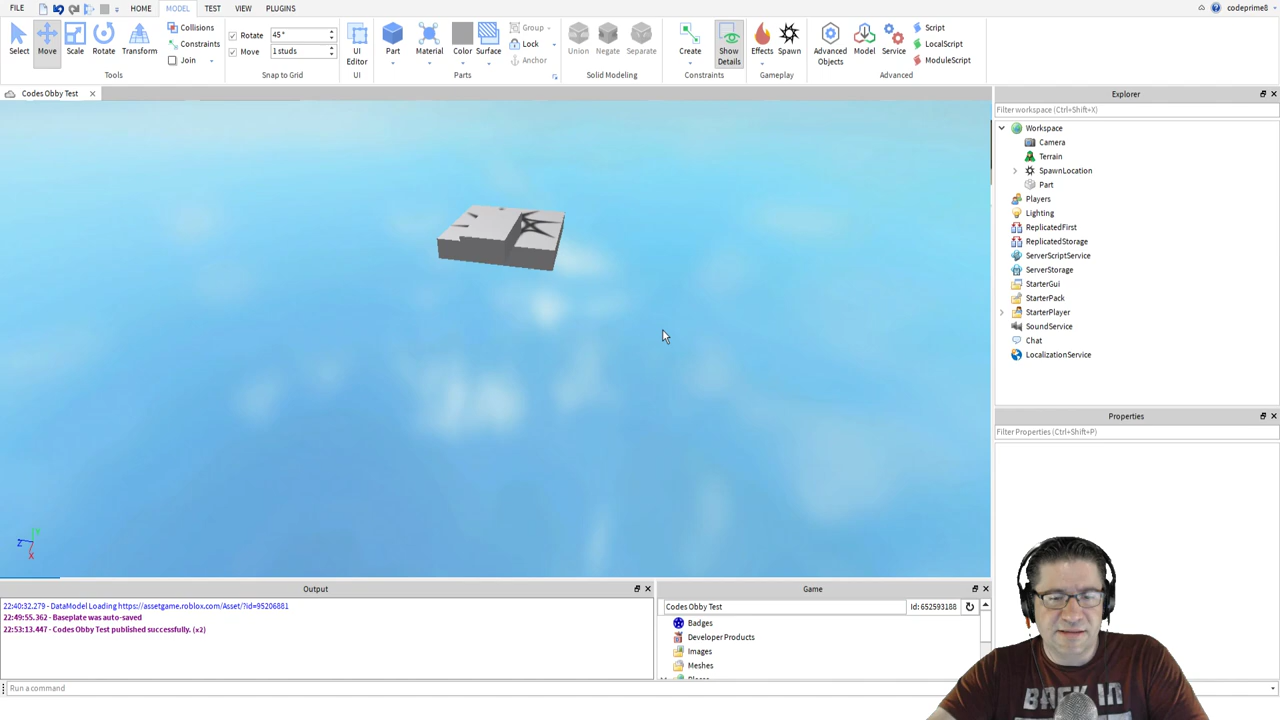 FILE HOME MODEL TEST VIEW PLUGINS codeprime8
Select Move Scale Rotate Transform Collisions Constraints Join Tools
Rotate 45° Move 1 studs Snap to Grid
UI Editor UI
Part Material Color Surface Group Lock Anchor Parts
Union Negate Separate Solid Modeling
Create Show Details Constraints
Effects Spawn Gameplay
Advanced Objects Model Service Script LocalScript ModuleScript Advanced
Codes Obby Test
Explorer
Filter workspace (Ctrl+Shift+X)
Workspace
Camera
Terrain
SpawnLocation
Part
Players
Lighting
ReplicatedFirst
ReplicatedStorage
ServerScriptService
ServerStorage
StarterGui
StarterPack
StarterPlayer
SoundService
Chat
LocalizationService
Properties
Filter Properties (Ctrl+Shift+P)
Y
Z
X
Output
22:40:32.279 - DataModel Loading https://assetgame.roblox.com/Asset/?id=95206881
22:49:55.362 - Baseplate was auto-saved
22:53:13.447 - Codes Obby Test published successfully. (x2)
Game
Codes Obby Test Id: 652593188
Badges
Developer Products
Images
Meshes
Run a command
BACK IN